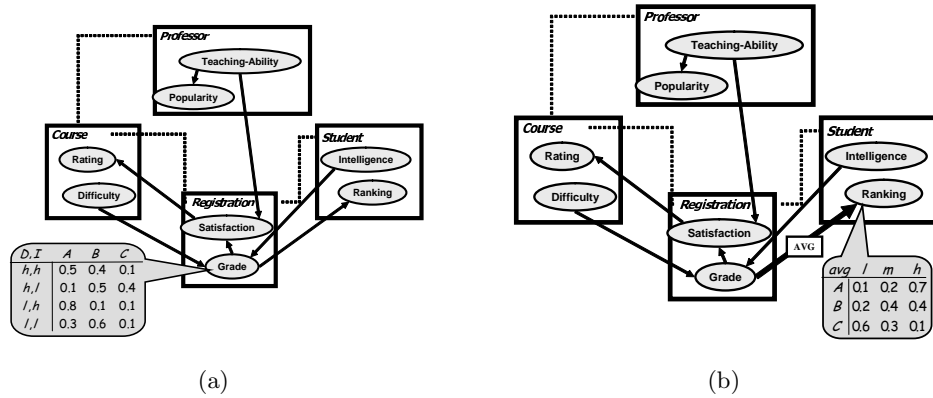 Professor
Teaching-Ability
Popularity
Course
Rating
Difficulty
Student
Intelligence
Ranking
Registration
Satisfaction
Grade
D,I A B C
h,h 0.5 0.4 0.1
h,l 0.1 0.5 0.4
l,h 0.8 0.1 0.1
l,l 0.3 0.6 0.1
(a)
Professor
Teaching-Ability
Popularity
Course
Rating
Difficulty
Student
Intelligence
Ranking
Registration
Satisfaction
Grade
AVG
avg l m h
A 0.1 0.2 0.7
B 0.2 0.4 0.4
C 0.6 0.3 0.1
(b)